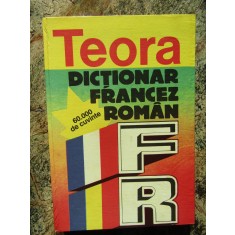 Teora
DICȚIONAR
FRANCEZ
ROMÂN
60.000
de cuvinte
F
R